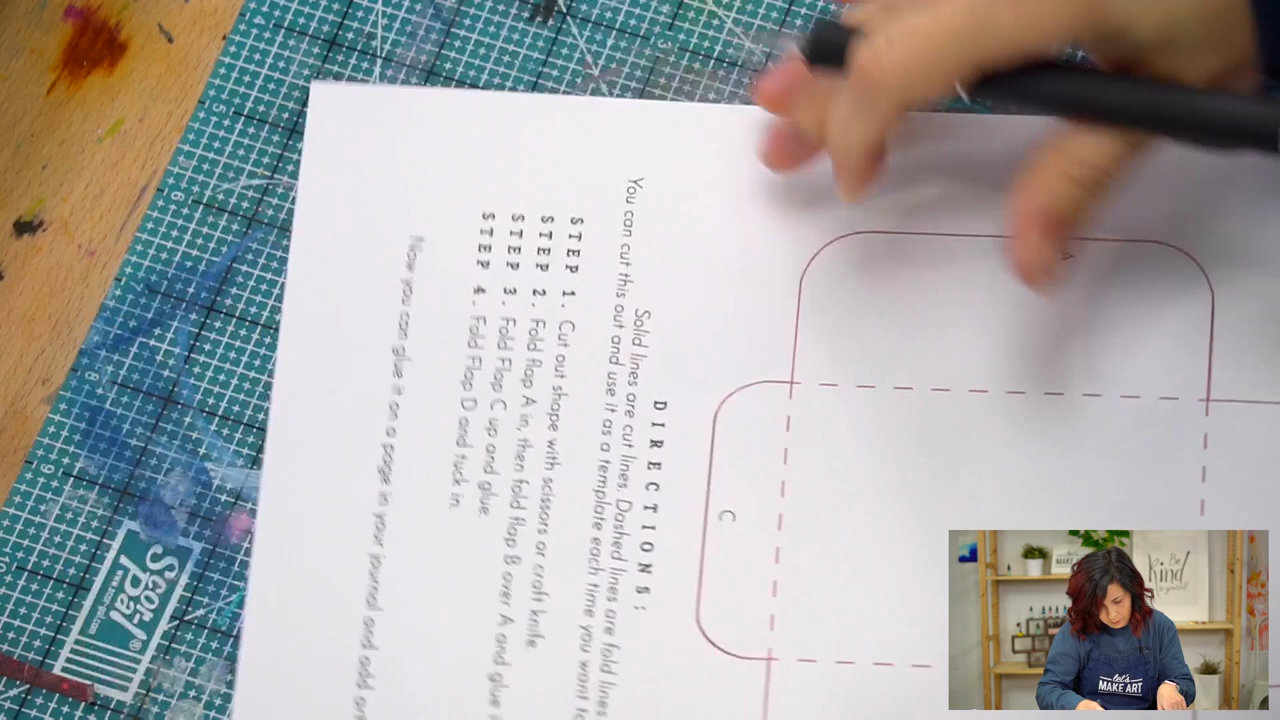 DIRECTIONS:
Solid lines are cut lines. Dashed lines are fold lines
You can cut this out and use it as a template each time you want to
STEP 1. Cut out shape with scissors or craft knife.
STEP 2. Fold flap A in, then fold flap B over A and glue
STEP 3. Fold Flap C up and glue.
STEP 4. Fold Flap D and tuck in.
Now you can glue it on a page in your journal and add
A
C
Scor
pal®
let's
MAKE ART
MAKE ART
Be
kind